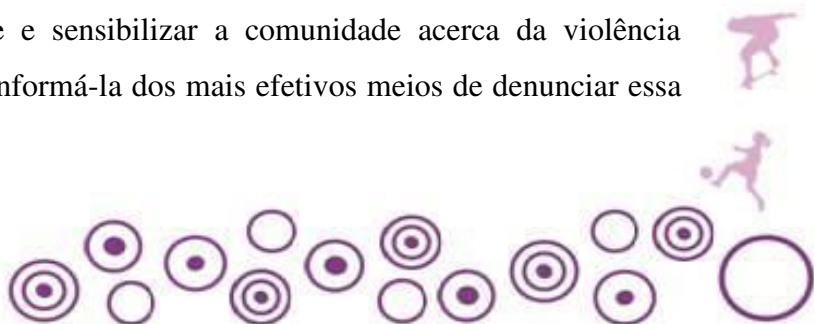 e e sensibilizar a comunidade acerca da violência
nformá-la dos mais efetivos meios de denunciar essa